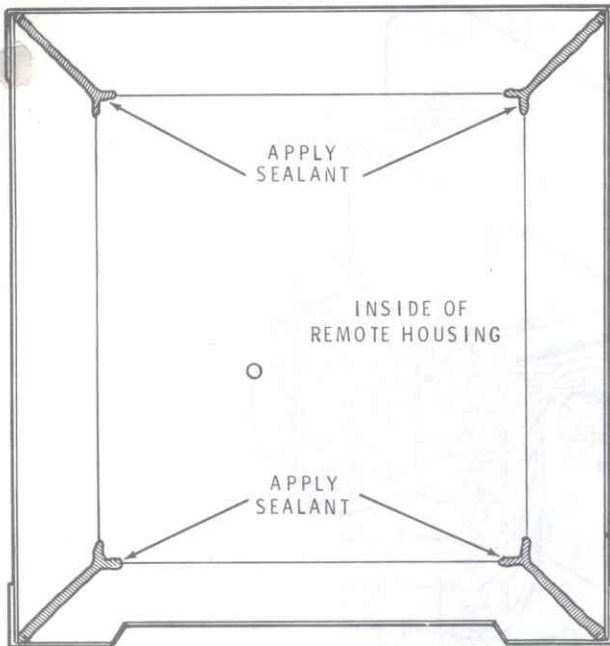 APPLY
SEALANT
INSIDE OF
REMOTE HOUSING
APPLY
SEALANT